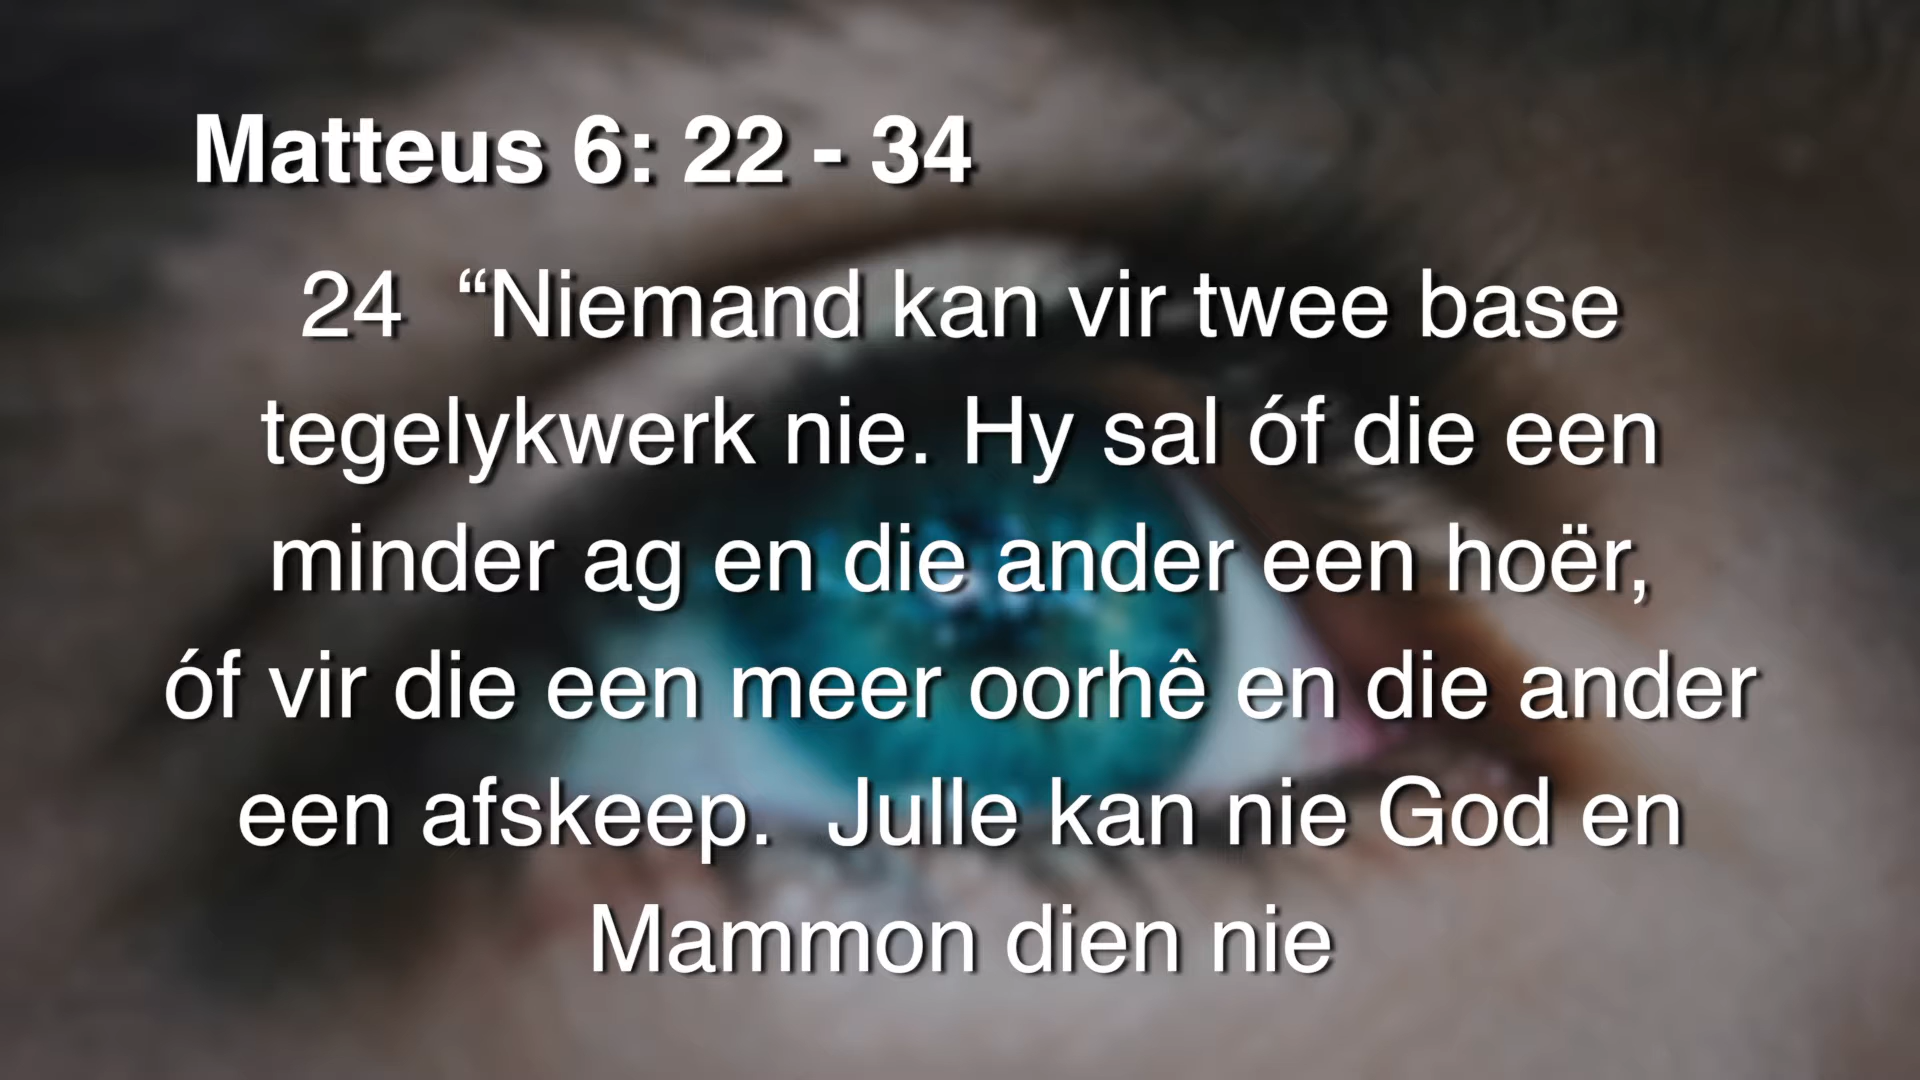 Matteus 6: 22 - 34
24  “Niemand kan vir twee base
tegelykwerk nie. Hy sal óf die een
minder ag en die ander een hoër,
óf vir die een meer oorhê en die ander
een afskeep.  Julle kan nie God en
Mammon dien nie